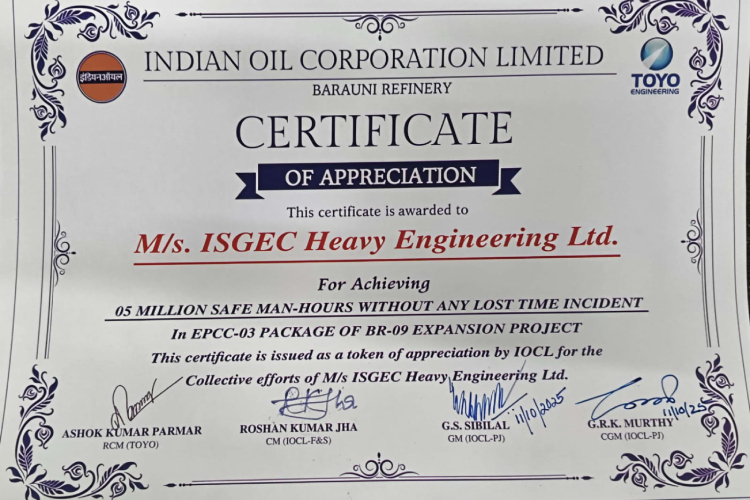 इंडियनऑयल
INDIAN OIL CORPORATION LIMITED
BARAUNI REFINERY
TOYO
ENGINEERING
CERTIFICATE
OF APPRECIATION
This certificate is awarded to
M/s. ISGEC Heavy Engineering Ltd.
For Achieving
05 MILLION SAFE MAN-HOURS WITHOUT ANY LOST TIME INCIDENT
In EPCC-03 PACKAGE OF BR-09 EXPANSION PROJECT
This certificate is issued as a token of appreciation by IOCL for the
Collective efforts of M/s ISGEC Heavy Engineering Ltd.
11/10/2025
11/10/25
ASHOK KUMAR PARMAR
RCM (TOYO)
ROSHAN KUMAR JHA
CM (IOCL-F&S)
G.S. SIBILAL
GM (IOCL-PJ)
G.R.K. MURTHY
CGM (IOCL-PJ)